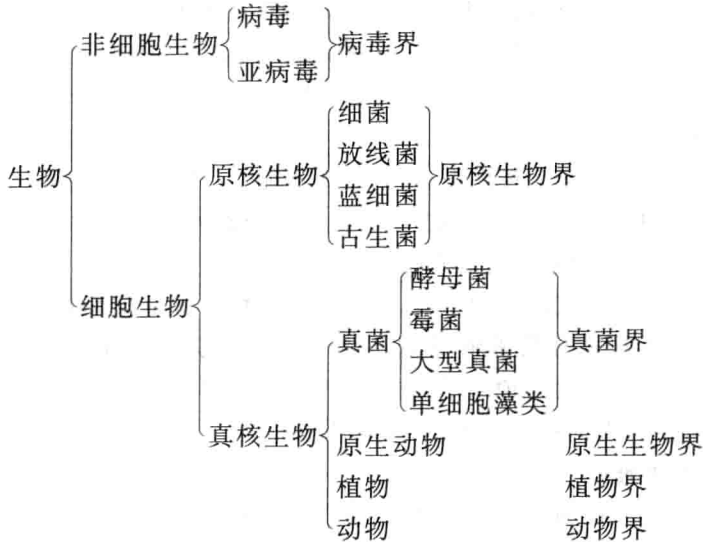 病毒
非细胞生物
病毒界
亚病毒
细菌
放线菌
生物
原核生物
原核生物界
蓝细菌
古生菌
酵母菌
细胞生物
霉菌
真菌
真菌界
大型真菌
单细胞藻类
真核生物
原生动物 原生生物界
植物 植物界
动物 动物界